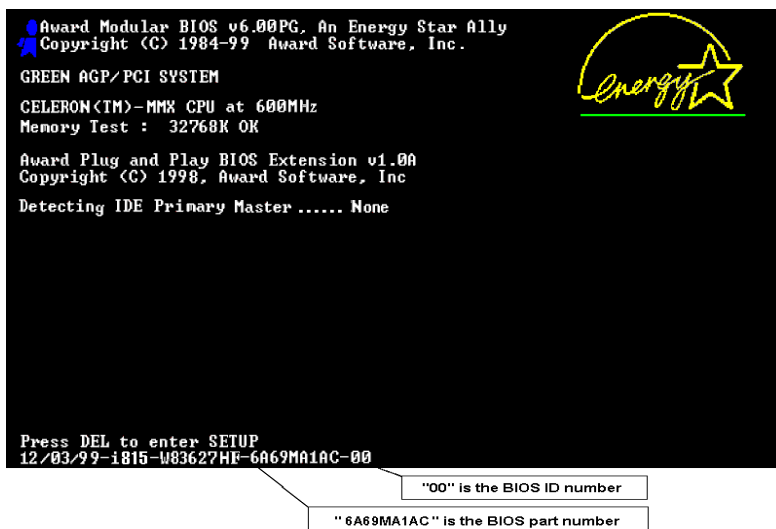 Award Modular BIOS v6.00PG, An Energy Star Ally
Copyright (C) 1984-99 Award Software, Inc.
energy
GREEN AGP/PCI SYSTEM
CELERON(TM)-MMX CPU at 600MHz
Memory Test : 32768K OK
Award Plug and Play BIOS Extension v1.0A
Copyright (C) 1998, Award Software, Inc
Detecting IDE Primary Master ...... None
Press DEL to enter SETUP
12/03/99-i815-W83627HF-6A69MA1AC-00
"00" is the BIOS ID number
" 6A69MA1AC " is the BIOS part number